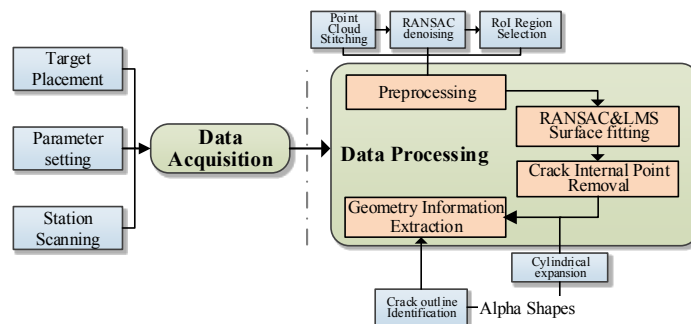 Point
Cloud
Stitching
RANSAC
denoising
RoI Region
Selection
Target
Placement
Parameter
setting
Station
Scanning
Data
Acquisition
Data Processing
Preprocessing
RANSAC&LMS
Surface fitting
Crack Internal Point
Removal
Geometry Information
Extraction
Cylindrical
expansion
Crack outline
Identification
Alpha Shapes